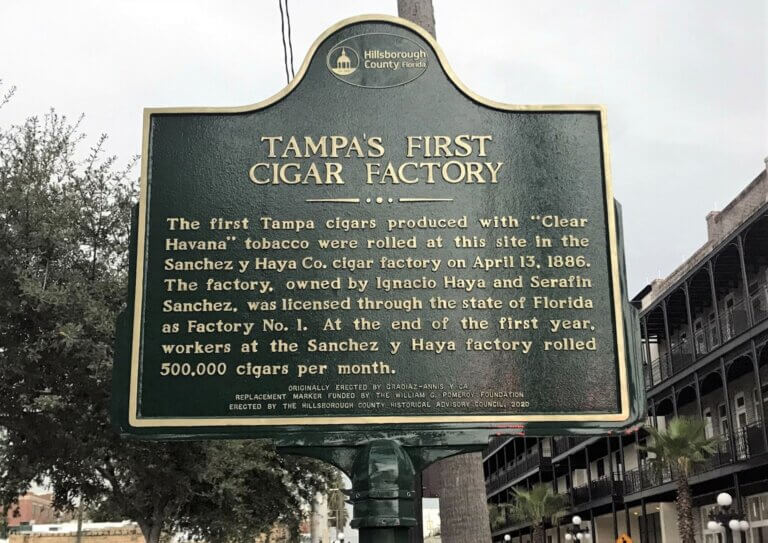 Hillsborough
County Florida
TAMPA'S FIRST
CIGAR FACTORY
The first Tampa cigars produced with "Clear
Havana" tobacco were rolled at this site in the
Sanchez y Haya Co. cigar factory on April 13, 1886.
The factory, owned by Ignacio Haya and Serafin
Sanchez, was licensed through the state of Florida
as Factory No. 1. At the end of the first year,
workers at the Sanchez y Haya factory rolled
500,000 cigars per month.
ORIGINALLY ERECTED BY GRADIAZ-ANNIS Y CA.
REPLACEMENT MARKER FUNDED BY THE WILLIAM G. POMEROY FOUNDATION
ERECTED BY THE HILLSBOROUGH COUNTY HISTORICAL ADVISORY COUNCIL, 2020